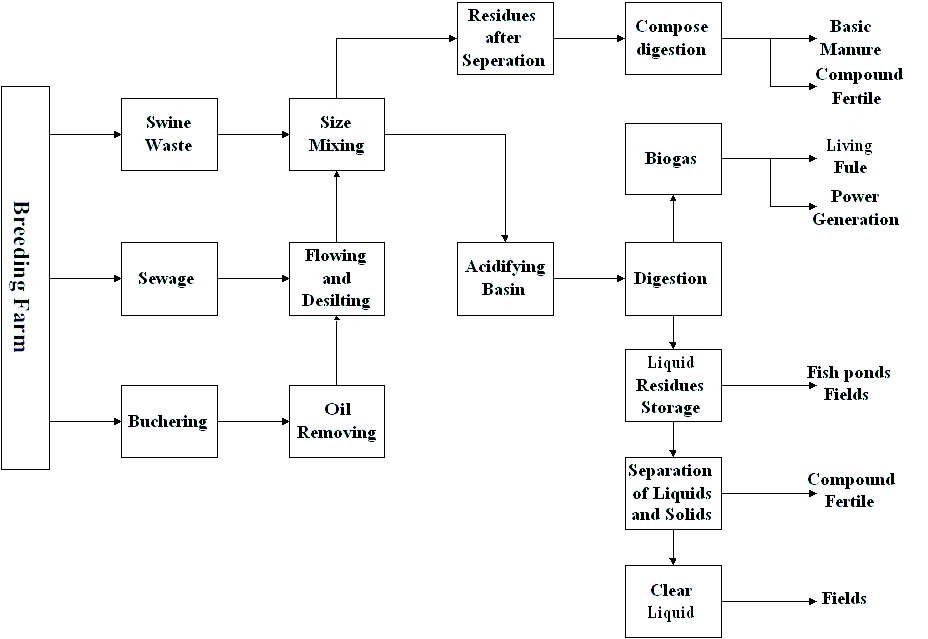 Breeding Farm
Swine
Waste
Sewage
Buchering
Size
Mixing
Flowing
and
Desilting
Oil
Removing
Residues
after
Seperation
Compose
digestion
Basic
Manure
Compound
Fertile
Acidifying
Basin
Biogas
Living
Fule
Power
Generation
Digestion
Liquid
Residues
Storage
Fish ponds
Fields
Separation
of Liquids
and Solids
Compound
Fertile
Clear
Liquid
Fields